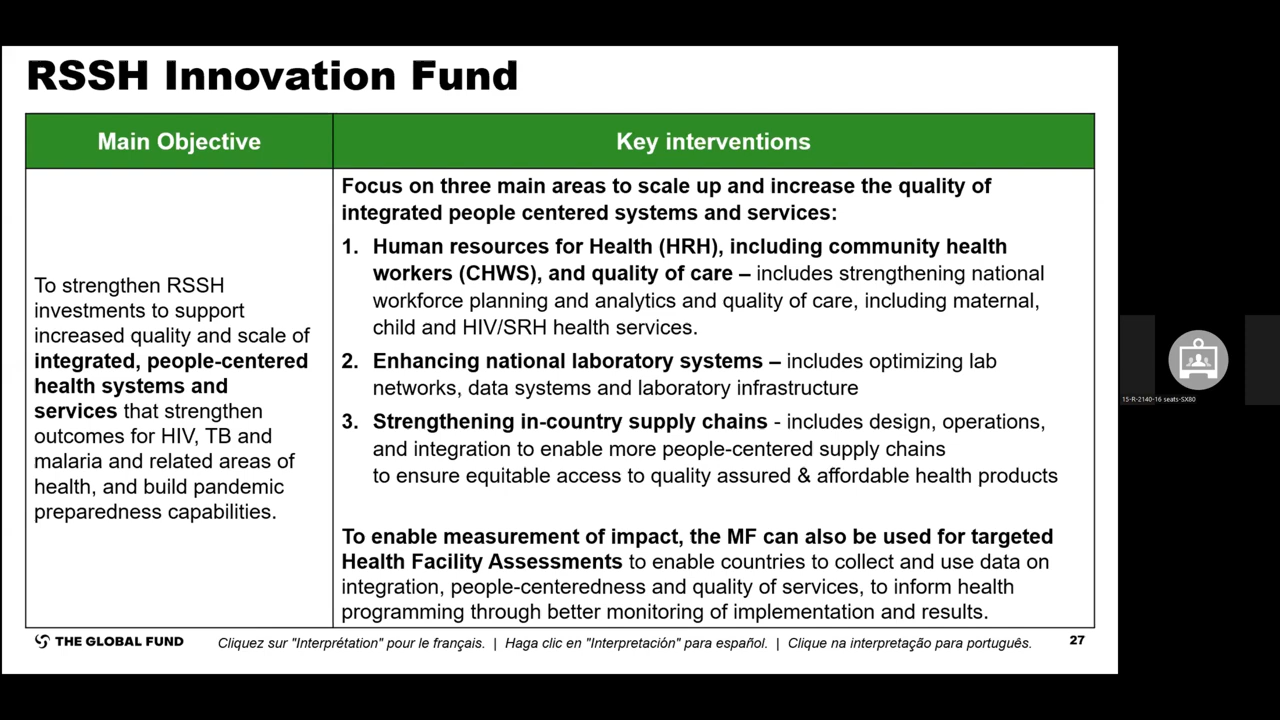 RSSH Innovation Fund
Main Objective
Key interventions
To strengthen RSSH
investments to support
increased quality and scale of
integrated, people-centered
health systems and
services that strengthen
outcomes for HIV, TB and
malaria and related areas of
health, and build pandemic
preparedness capabilities.
Focus on three main areas to scale up and increase the quality of
integrated people centered systems and services:
1. Human resources for Health (HRH), including community health
workers (CHWS), and quality of care – includes strengthening national
workforce planning and analytics and quality of care, including maternal,
child and HIV/SRH health services.
2. Enhancing national laboratory systems – includes optimizing lab
networks, data systems and laboratory infrastructure
3. Strengthening in-country supply chains - includes design, operations,
and integration to enable more people-centered supply chains
to ensure equitable access to quality assured & affordable health products
To enable measurement of impact, the MF can also be used for targeted
Health Facility Assessments to enable countries to collect and use data on
integration, people-centeredness and quality of services, to inform health
programming through better monitoring of implementation and results.
THE GLOBAL FUND
Cliquez sur "Interprétation" pour le français. | Haga clic en "Interpretación" para español. | Clique na interpretação para português.
27
15-R-2140-16 seats-SX80